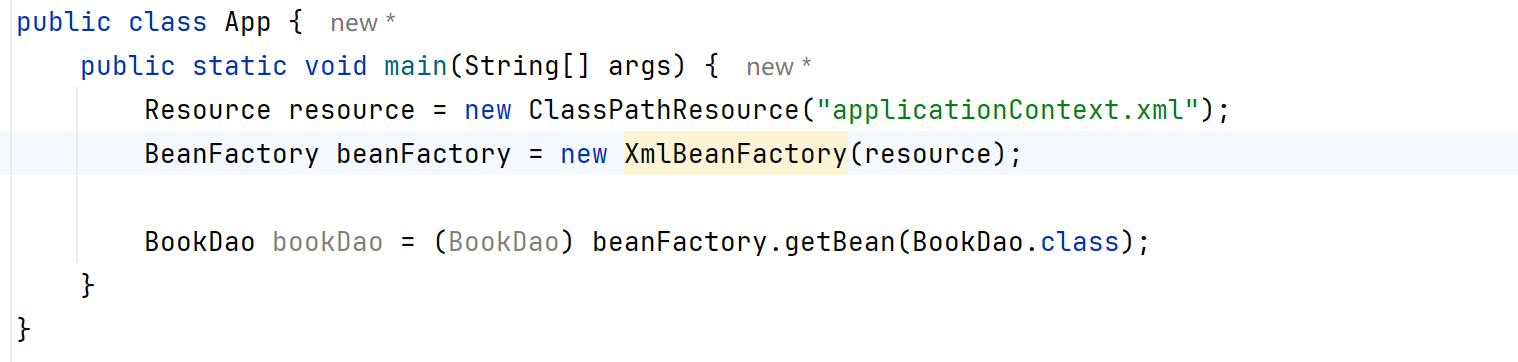 public class App {  new *
    public static void main(String[] args) {  new *
        Resource resource = new ClassPathResource("applicationContext.xml");
        BeanFactory beanFactory = new XmlBeanFactory(resource);
        BookDao bookDao = (BookDao) beanFactory.getBean(BookDao.class);
    }
}